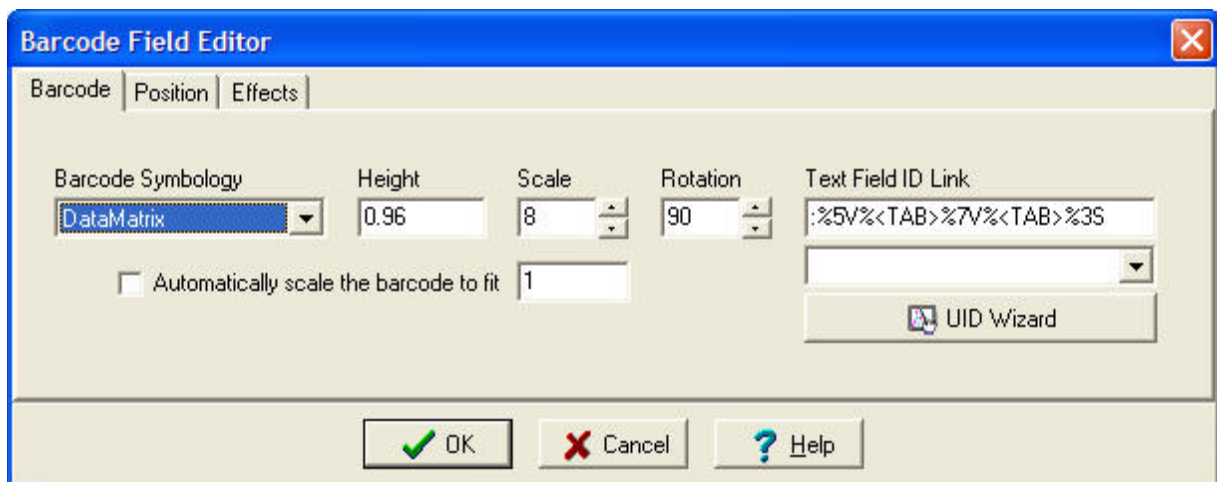 Barcode Field Editor
Barcode Position Effects
Barcode Symbology Height Scale Rotation Text Field ID Link
DataMatrix 0.96 8 90 :%5V%<TAB>%7V%<TAB>%3S
Automatically scale the barcode to fit 1
UID Wizard
OK Cancel Help